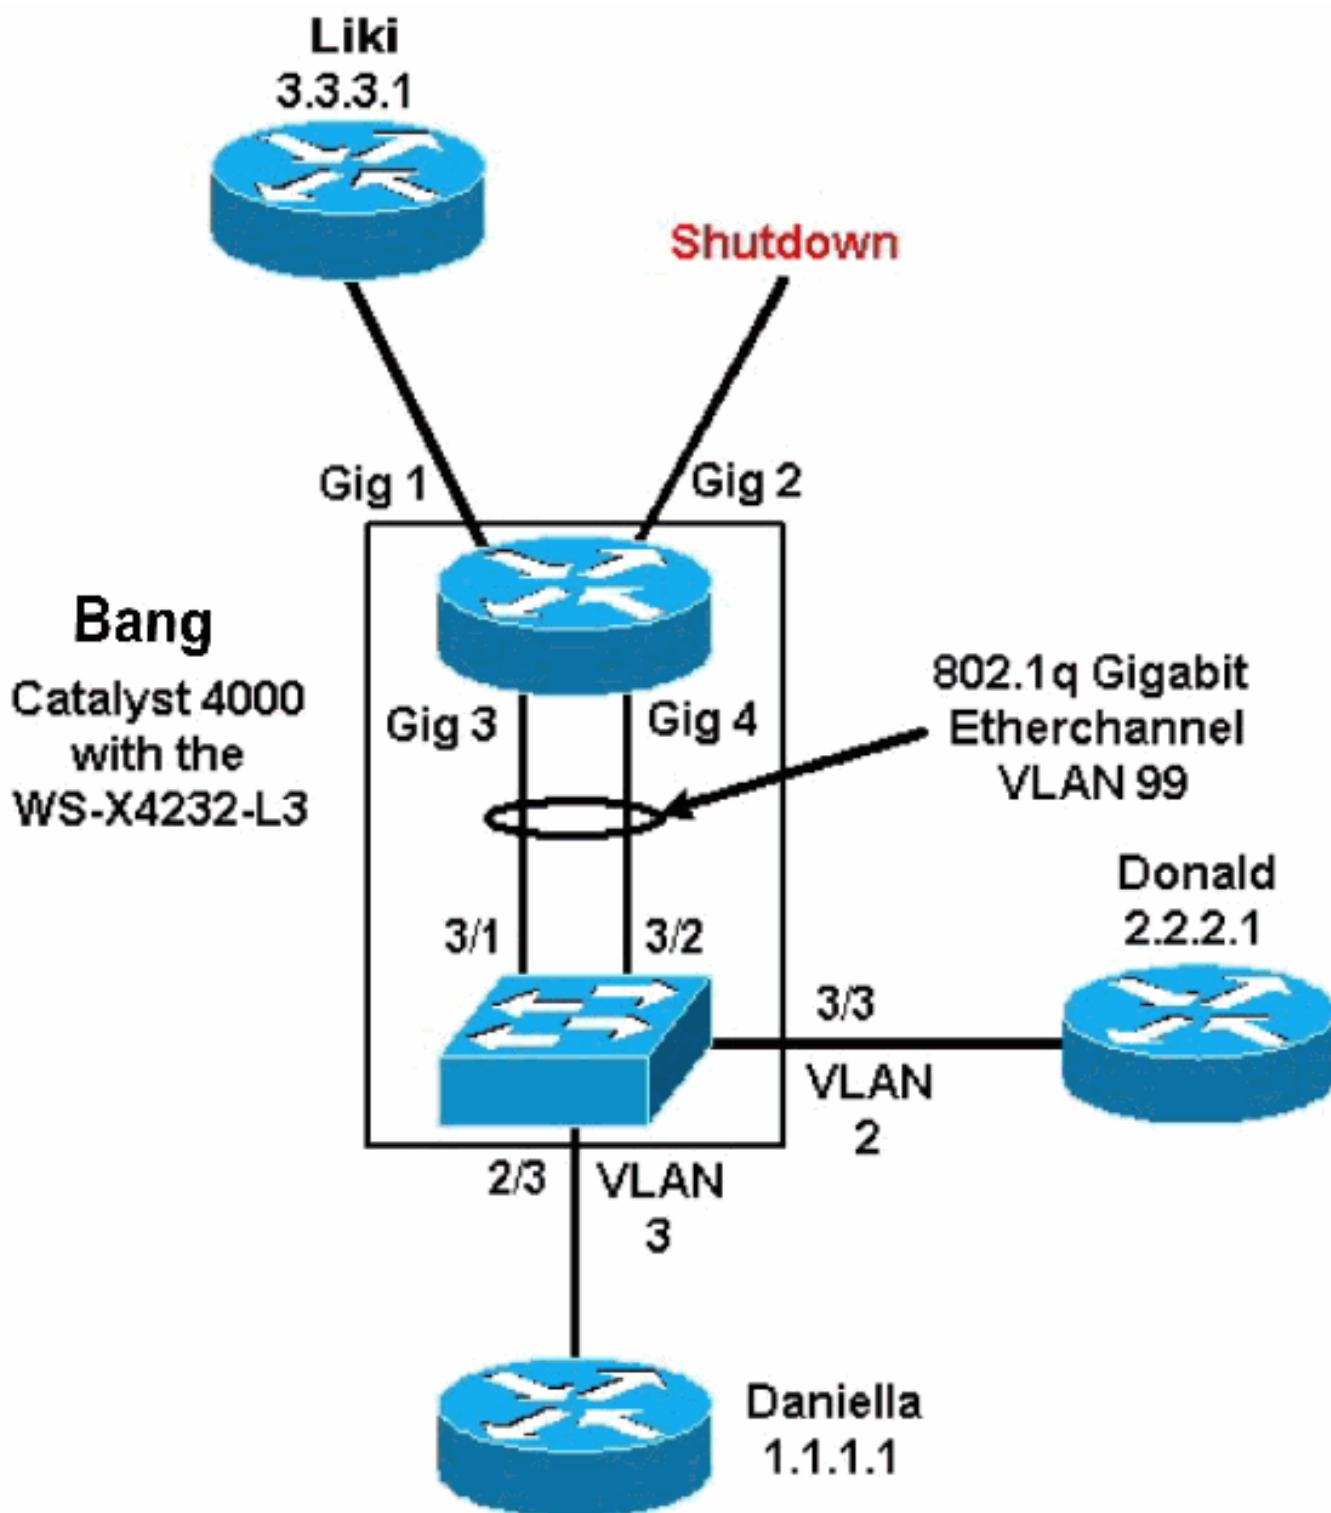 Liki
3.3.3.1
Shutdown
Gig 1
Gig 2
Bang
Catalyst 4000
with the
WS-X4232-L3
Gig 3
Gig 4
802.1q Gigabit
Etherchannel
VLAN 99
3/1
3/2
Donald
2.2.2.1
3/3
VLAN
2
2/3
VLAN
3
Daniella
1.1.1.1